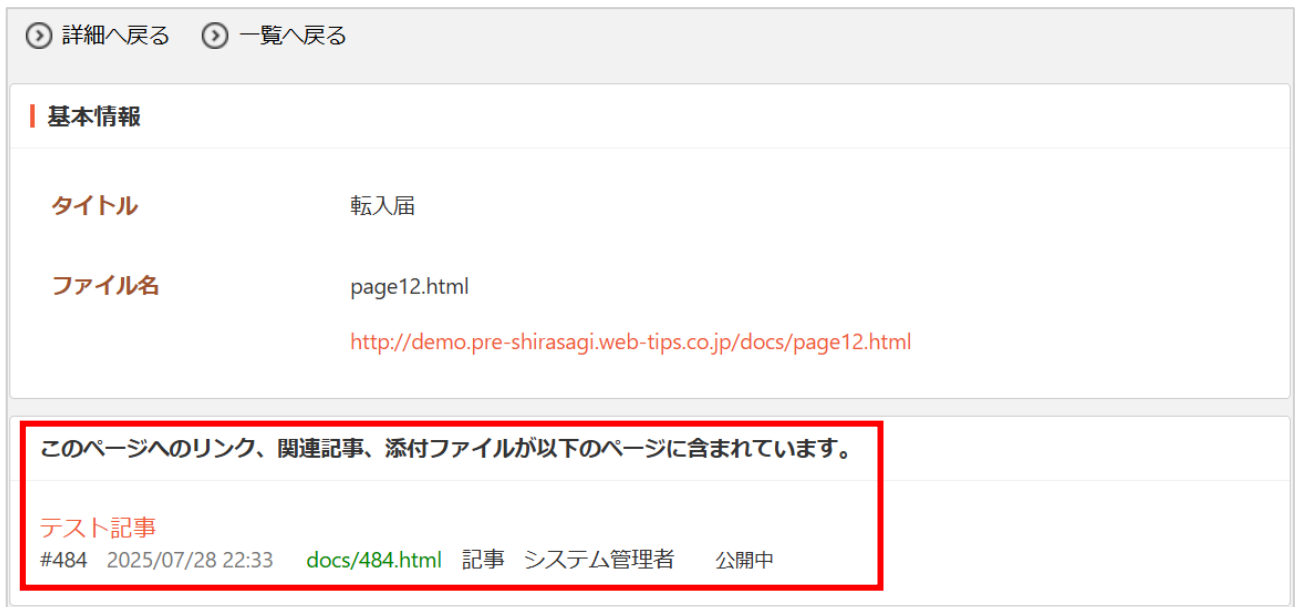 詳細へ戻る 一覧へ戻る
基本情報
タイトル 転入届
ファイル名 page12.html
http://demo.pre-shirasagi.web-tips.co.jp/docs/page12.html
このページへのリンク、関連記事、添付ファイルが以下のページに含まれています。
テスト記事
#484 2025/07/28 22:33 docs/484.html 記事 システム管理者 公開中